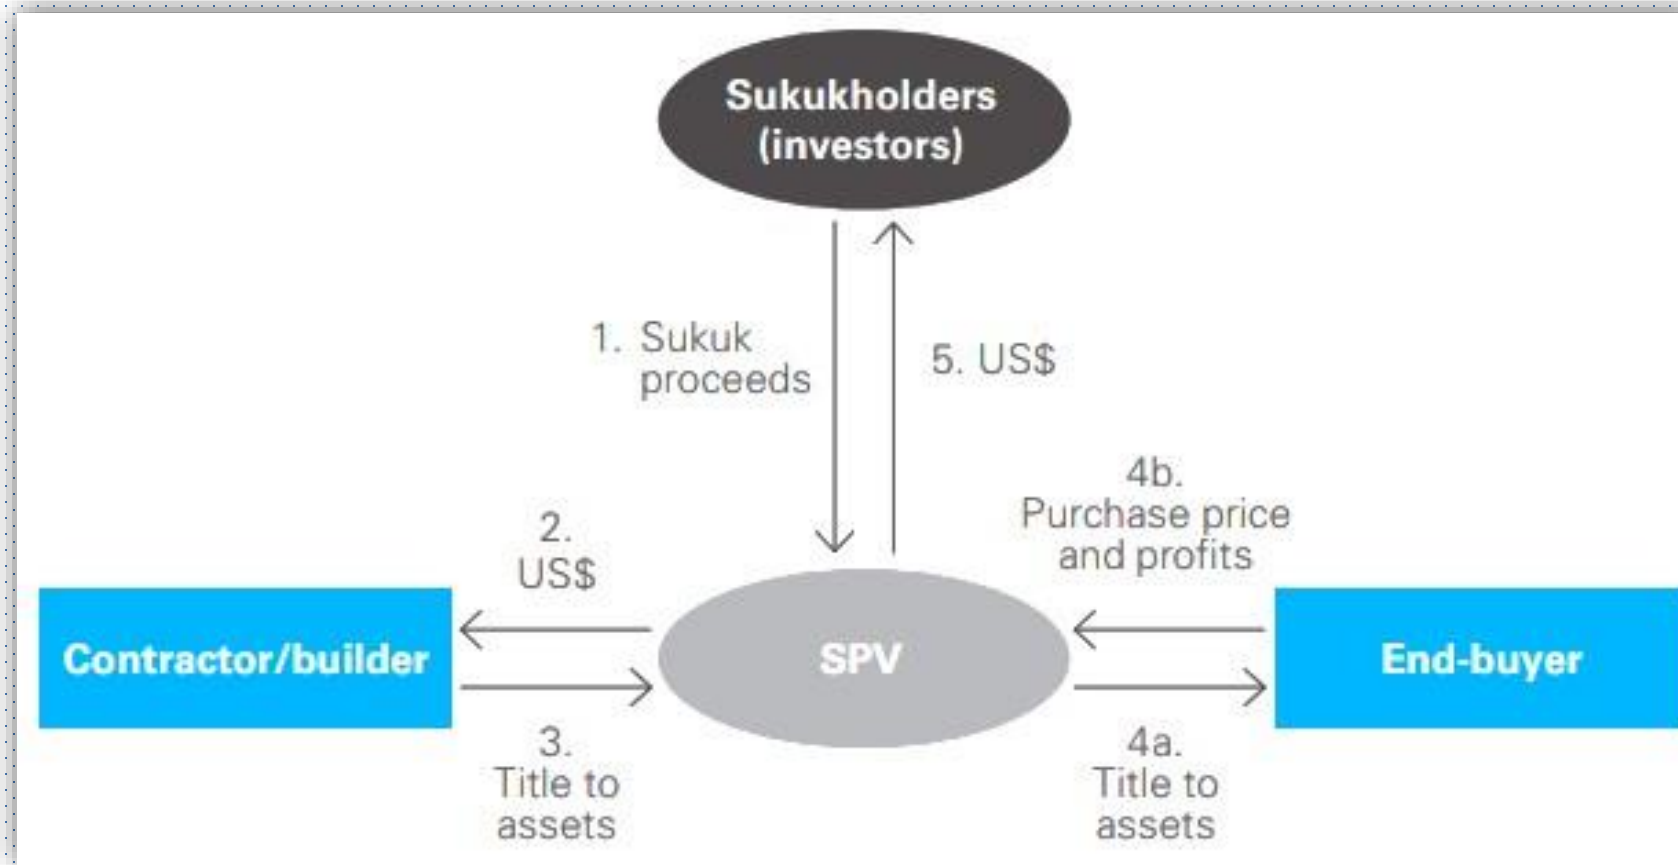 Sukukholders
(investors)
1. Sukuk
proceeds
5. US$
4b.
Purchase price
and profits
2.
US$
Contractor/builder
SPV
End-buyer
3.
Title to
assets
4a.
Title to
assets